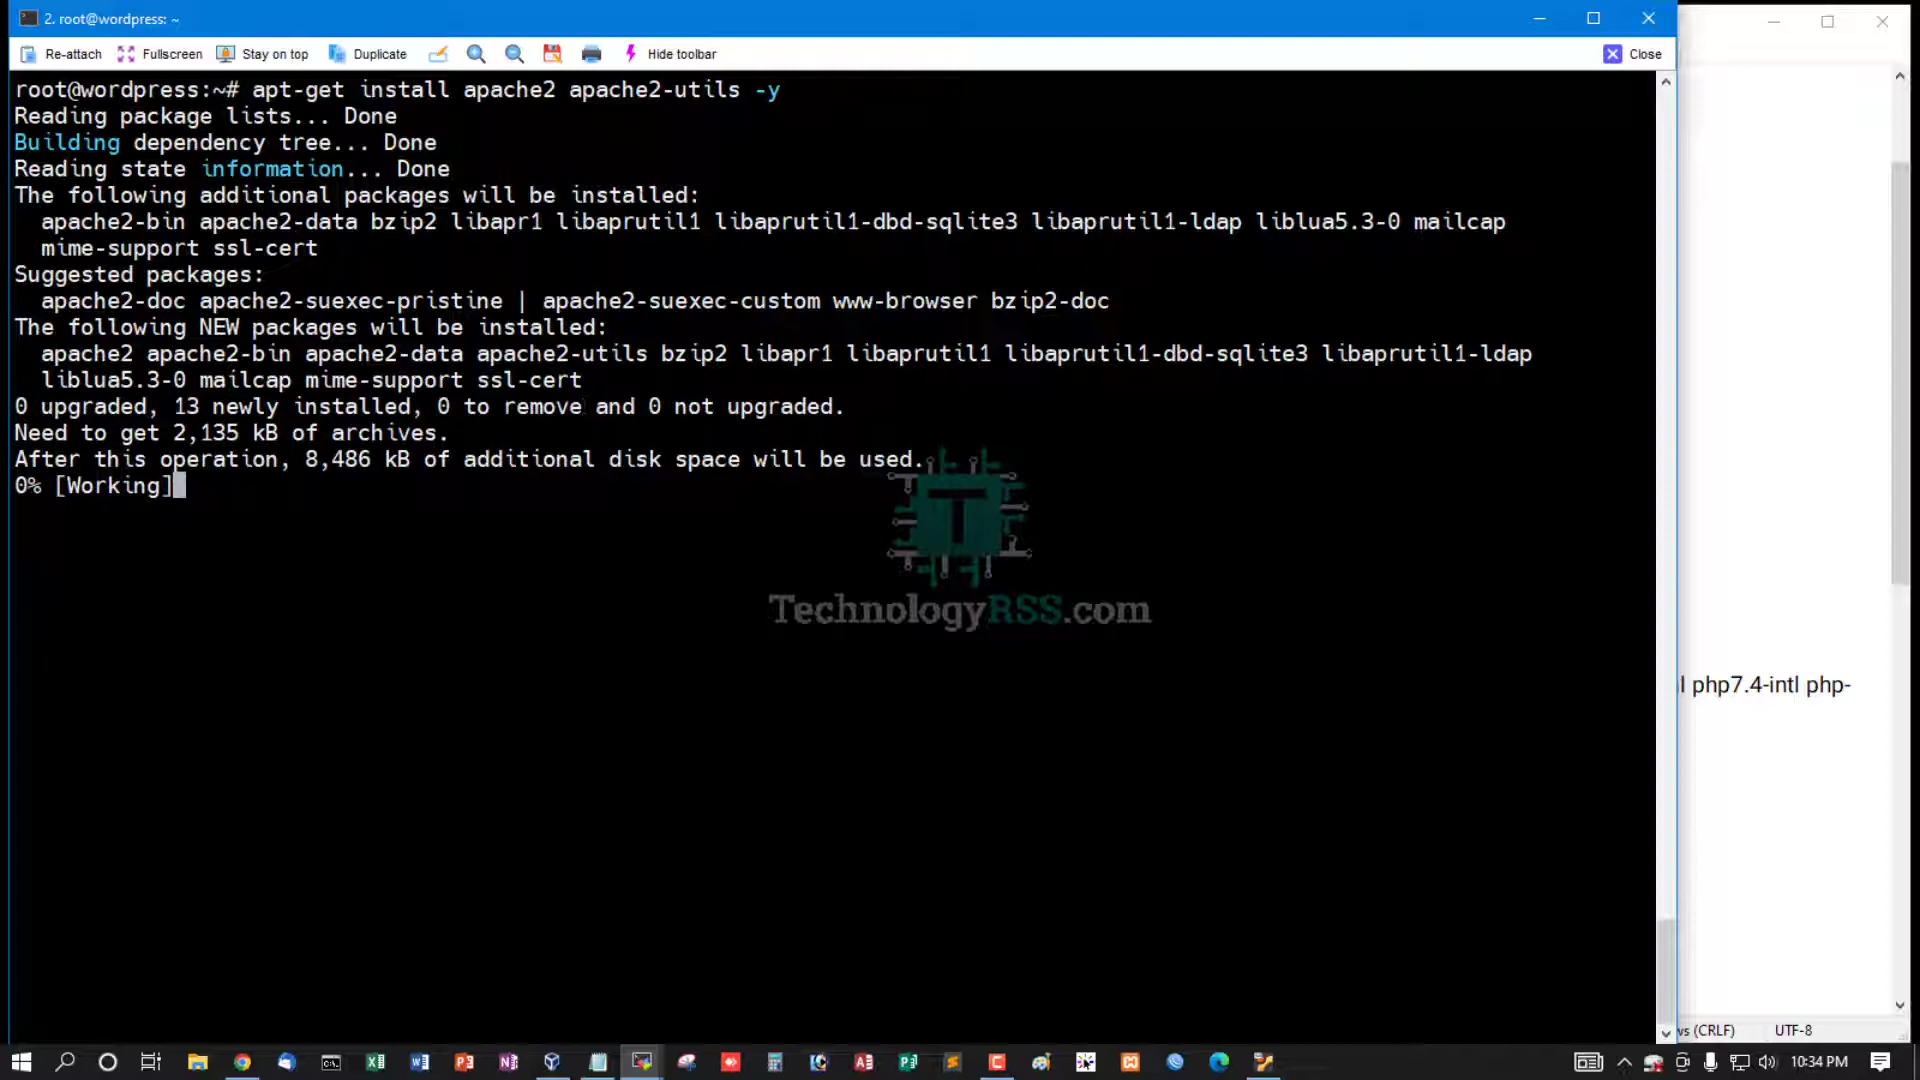 2. root@wordpress: ~
Re-attach Fullscreen Stay on top Duplicate Hide toolbar Close
root@wordpress:~# apt-get install apache2 apache2-utils -y
Reading package lists... Done
Building dependency tree... Done
Reading state information... Done
The following additional packages will be installed:
apache2-bin apache2-data bzip2 libapr1 libaprutil1 libaprutil1-dbd-sqlite3 libaprutil1-ldap liblua5.3-0 mailcap
mime-support ssl-cert
Suggested packages:
apache2-doc apache2-suexec-pristine | apache2-suexec-custom www-browser bzip2-doc
The following NEW packages will be installed:
apache2 apache2-bin apache2-data apache2-utils bzip2 libapr1 libaprutil1 libaprutil1-dbd-sqlite3 libaprutil1-ldap
liblua5.3-0 mailcap mime-support ssl-cert
0 upgraded, 13 newly installed, 0 to remove and 0 not upgraded.
Need to get 2,135 kB of archives.
After this operation, 8,486 kB of additional disk space will be used.
0% [Working]
T
TechnologyRSS.com
php7.4-intl php-
(CRLF) UTF-8
10:34 PM